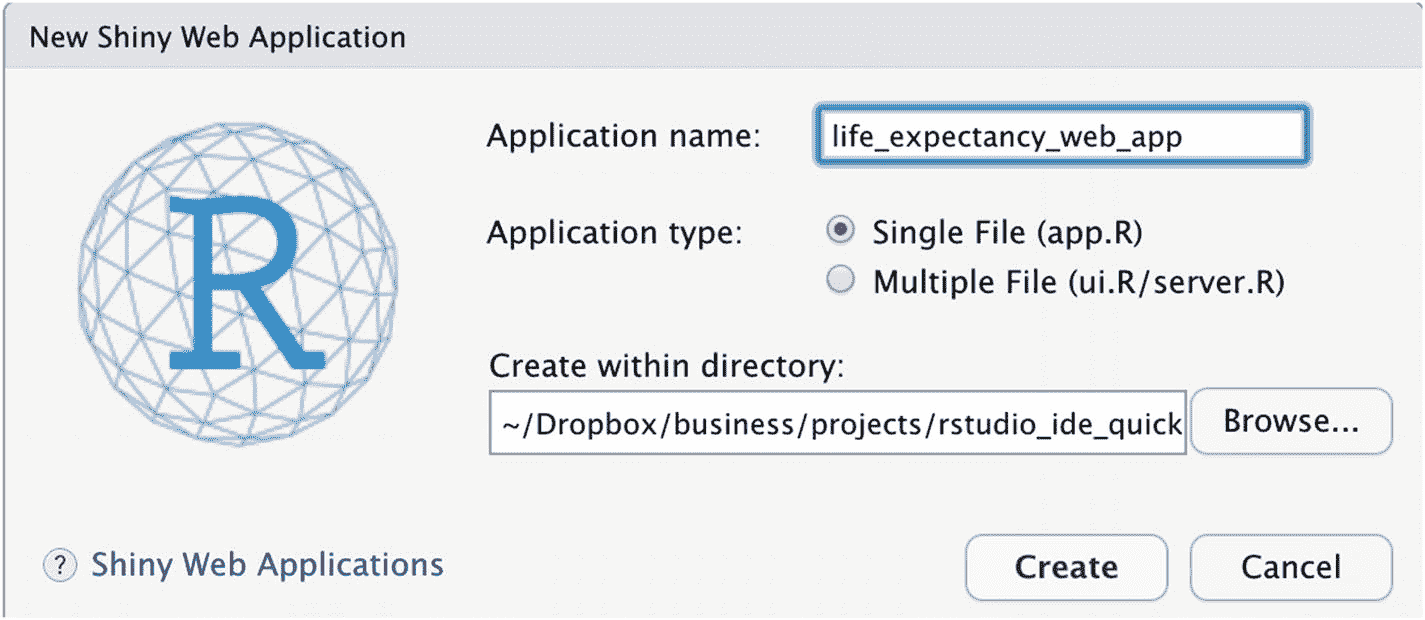 New Shiny Web Application
R
Application name: life_expectancy_web_app
Application type: Single File (app.R)
Multiple File (ui.R/server.R)
Create within directory:
~/Dropbox/business/projects/rstudio_ide_quick Browse...
? Shiny Web Applications Create Cancel